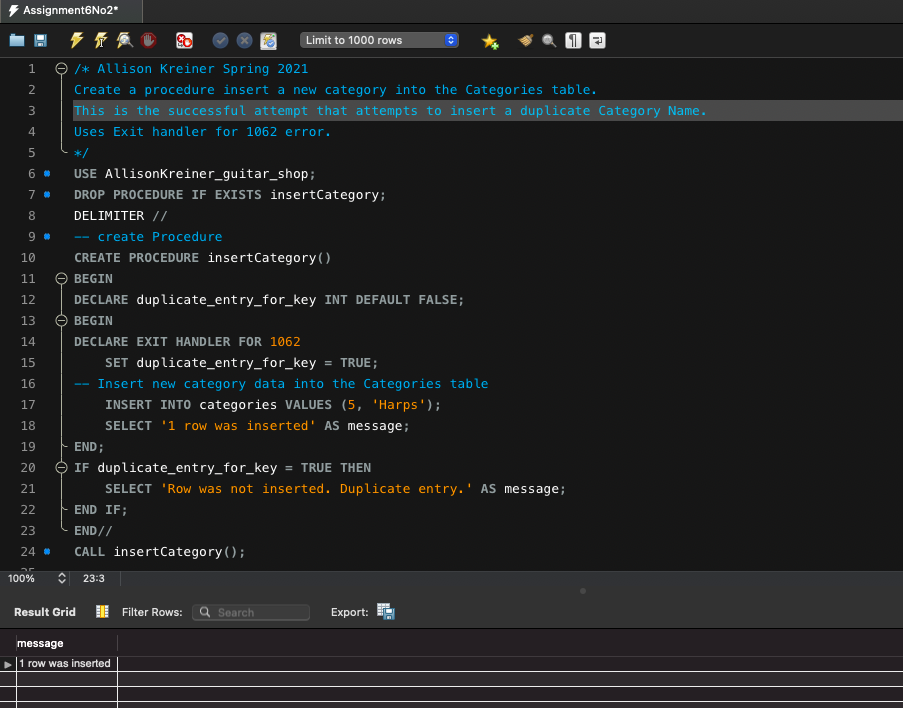 Assignment6No2*
Limit to 1000 rows
1 /* Allison Kreiner Spring 2021
2 Create a procedure insert a new category into the Categories table.
3 This is the successful attempt that attempts to insert a duplicate Category Name.
4 Uses Exit handler for 1062 error.
5 */
6 USE AllisonKreiner_guitar_shop;
7 DROP PROCEDURE IF EXISTS insertCategory;
8 DELIMITER //
9 -- create Procedure
10 CREATE PROCEDURE insertCategory()
11 BEGIN
12 DECLARE duplicate_entry_for_key INT DEFAULT FALSE;
13 BEGIN
14 DECLARE EXIT HANDLER FOR 1062
15 SET duplicate_entry_for_key = TRUE;
16 -- Insert new category data into the Categories table
17 INSERT INTO categories VALUES (5, 'Harps');
18 SELECT '1 row was inserted' AS message;
19 END;
20 IF duplicate_entry_for_key = TRUE THEN
21 SELECT 'Row was not inserted. Duplicate entry.' AS message;
22 END IF;
23 END//
24 CALL insertCategory();
25
100% 23:3
Result Grid Filter Rows: Search Export:
message
1 row was inserted